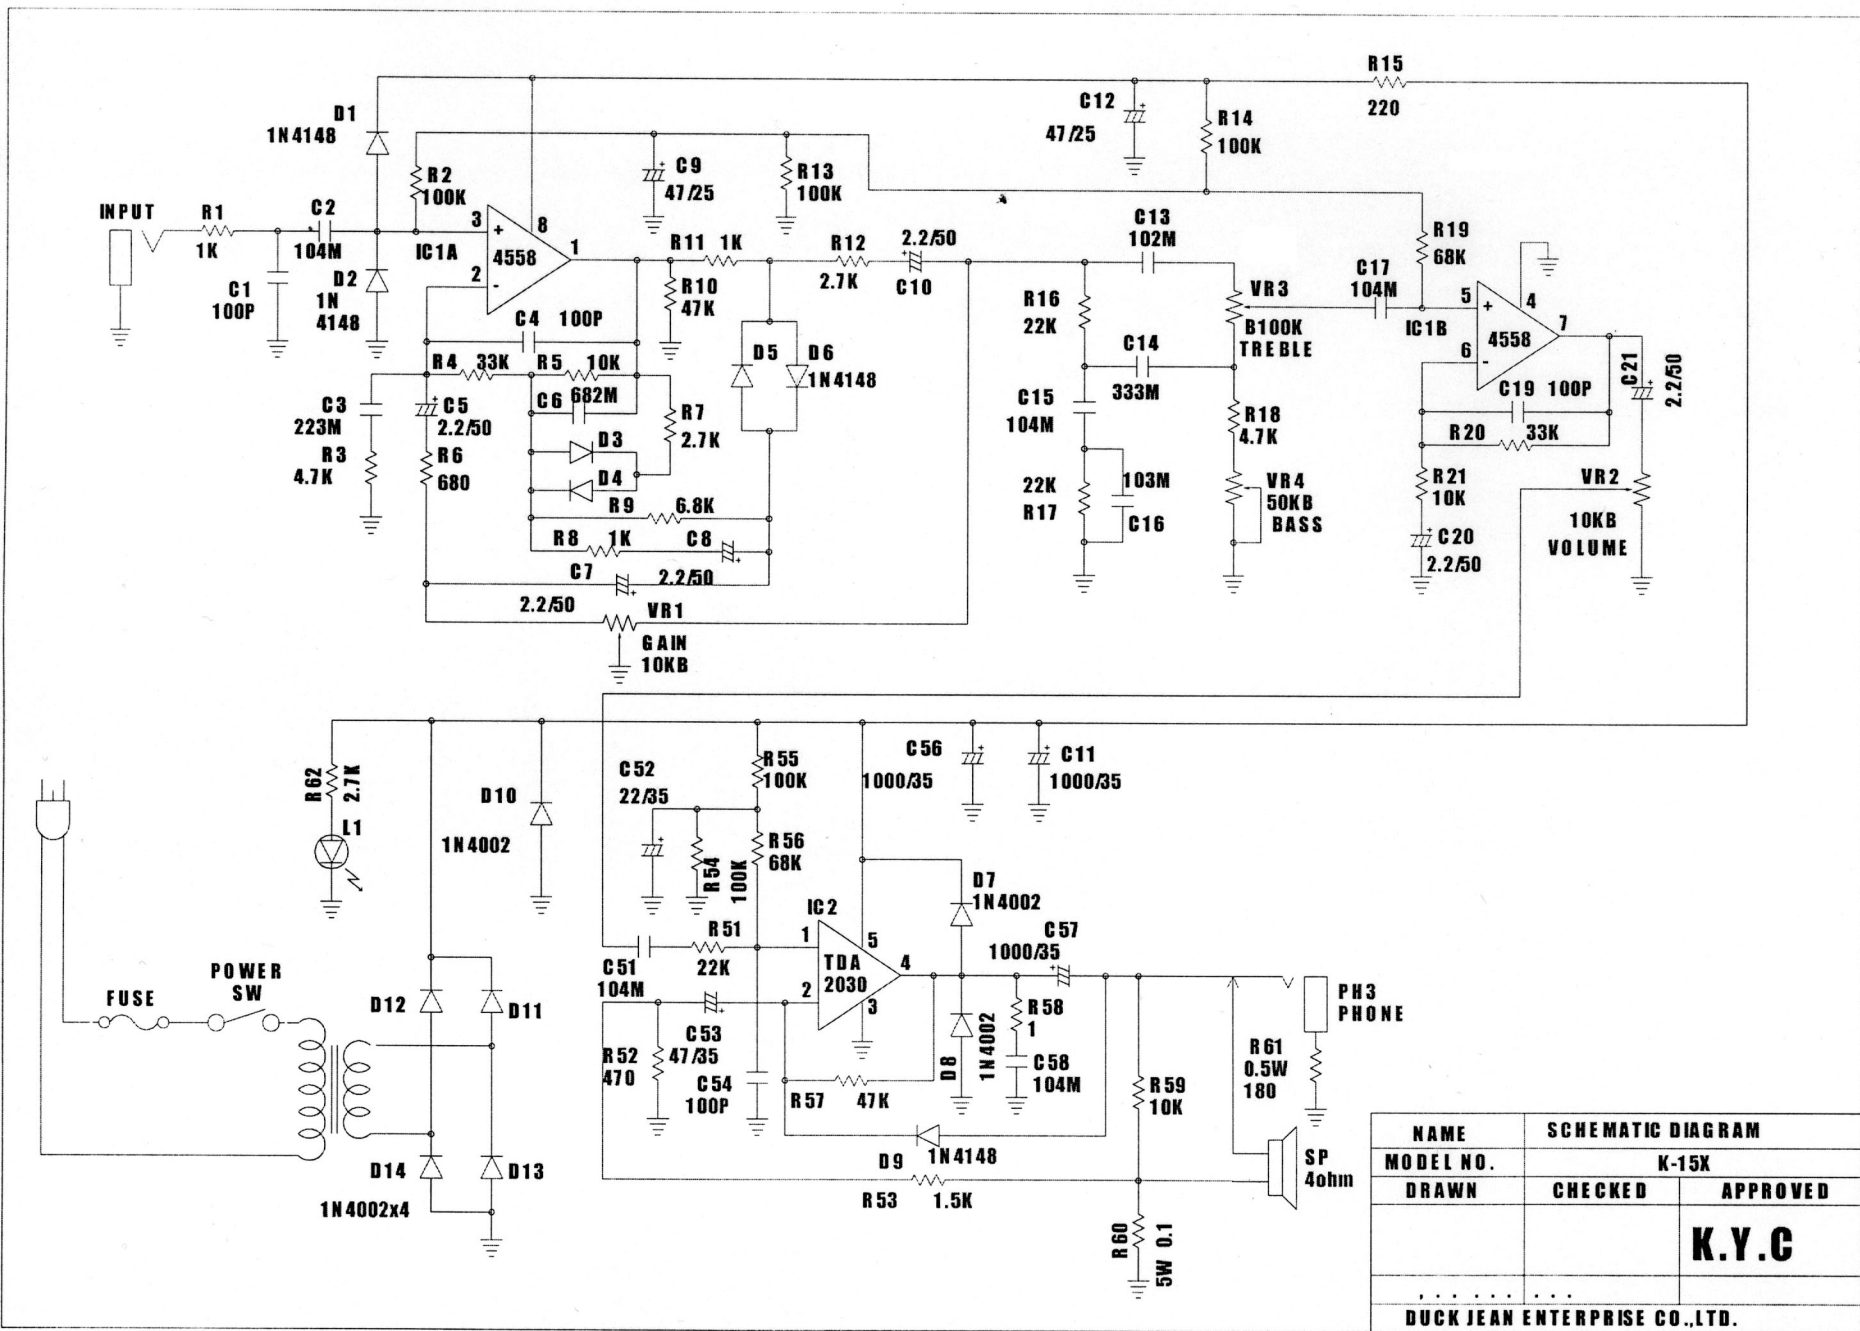 R15
220
D1
1N4148
C12
47/25
R14
100K
R2
100K
C9
47/25
R13
100K
INPUT
R1
1K
C2
104M
3
+
8
IC1A
4558
1
2
-
R11 1K
R12
2.7K
2.2/50
C10
C13
102M
R19
68K
C1
100P
D2
1N
4148
R10
47K
R16
22K
VR3
B100K
TREBLE
C17
104M
5
+
4
IC1B
4558
7
6
-
C4 100P
D5
D6
1N4148
C14
333M
C21
2.2/50
R4 33K
R5 10K
C6 682M
C3
223M
C5
2.2/50
R7
2.7K
C15
104M
R18
4.7K
C19 100P
R20 33K
R3
4.7K
R6
680
D3
D4
R9 6.8K
R8 1K
C8
2.2/50
C7
2.2/50
22K
R17
103M
C16
VR4
50KB
BASS
R21
10K
VR2
10KB
VOLUME
C20
2.2/50
VR1
GAIN
10KB
R62
2.7K
L1
D10
1N4002
C52
22/35
R55
100K
C56
1000/35
C11
1000/35
R54
100K
R56
68K
D7
1N4002
IC2
1
5
TDA
2030
4
2
3
R51
22K
C51
104M
C57
1000/35
POWER
SW
FUSE
D12
D11
C53
47/35
R52
470
C54
100P
D8
1N4002
R58
1
C58
104M
PH3
PHONE
R61
0.5W
180
R57 47K
R59
10K
D14
D13
1N4002x4
D9
1N4148
R53 1.5K
SP
4ohm
R60
5W 0.1
NAME SCHEMATIC DIAGRAM
MODEL NO. K-15X
DRAWN CHECKED APPROVED
K.Y.C
DUCK JEAN ENTERPRISE CO.,LTD.